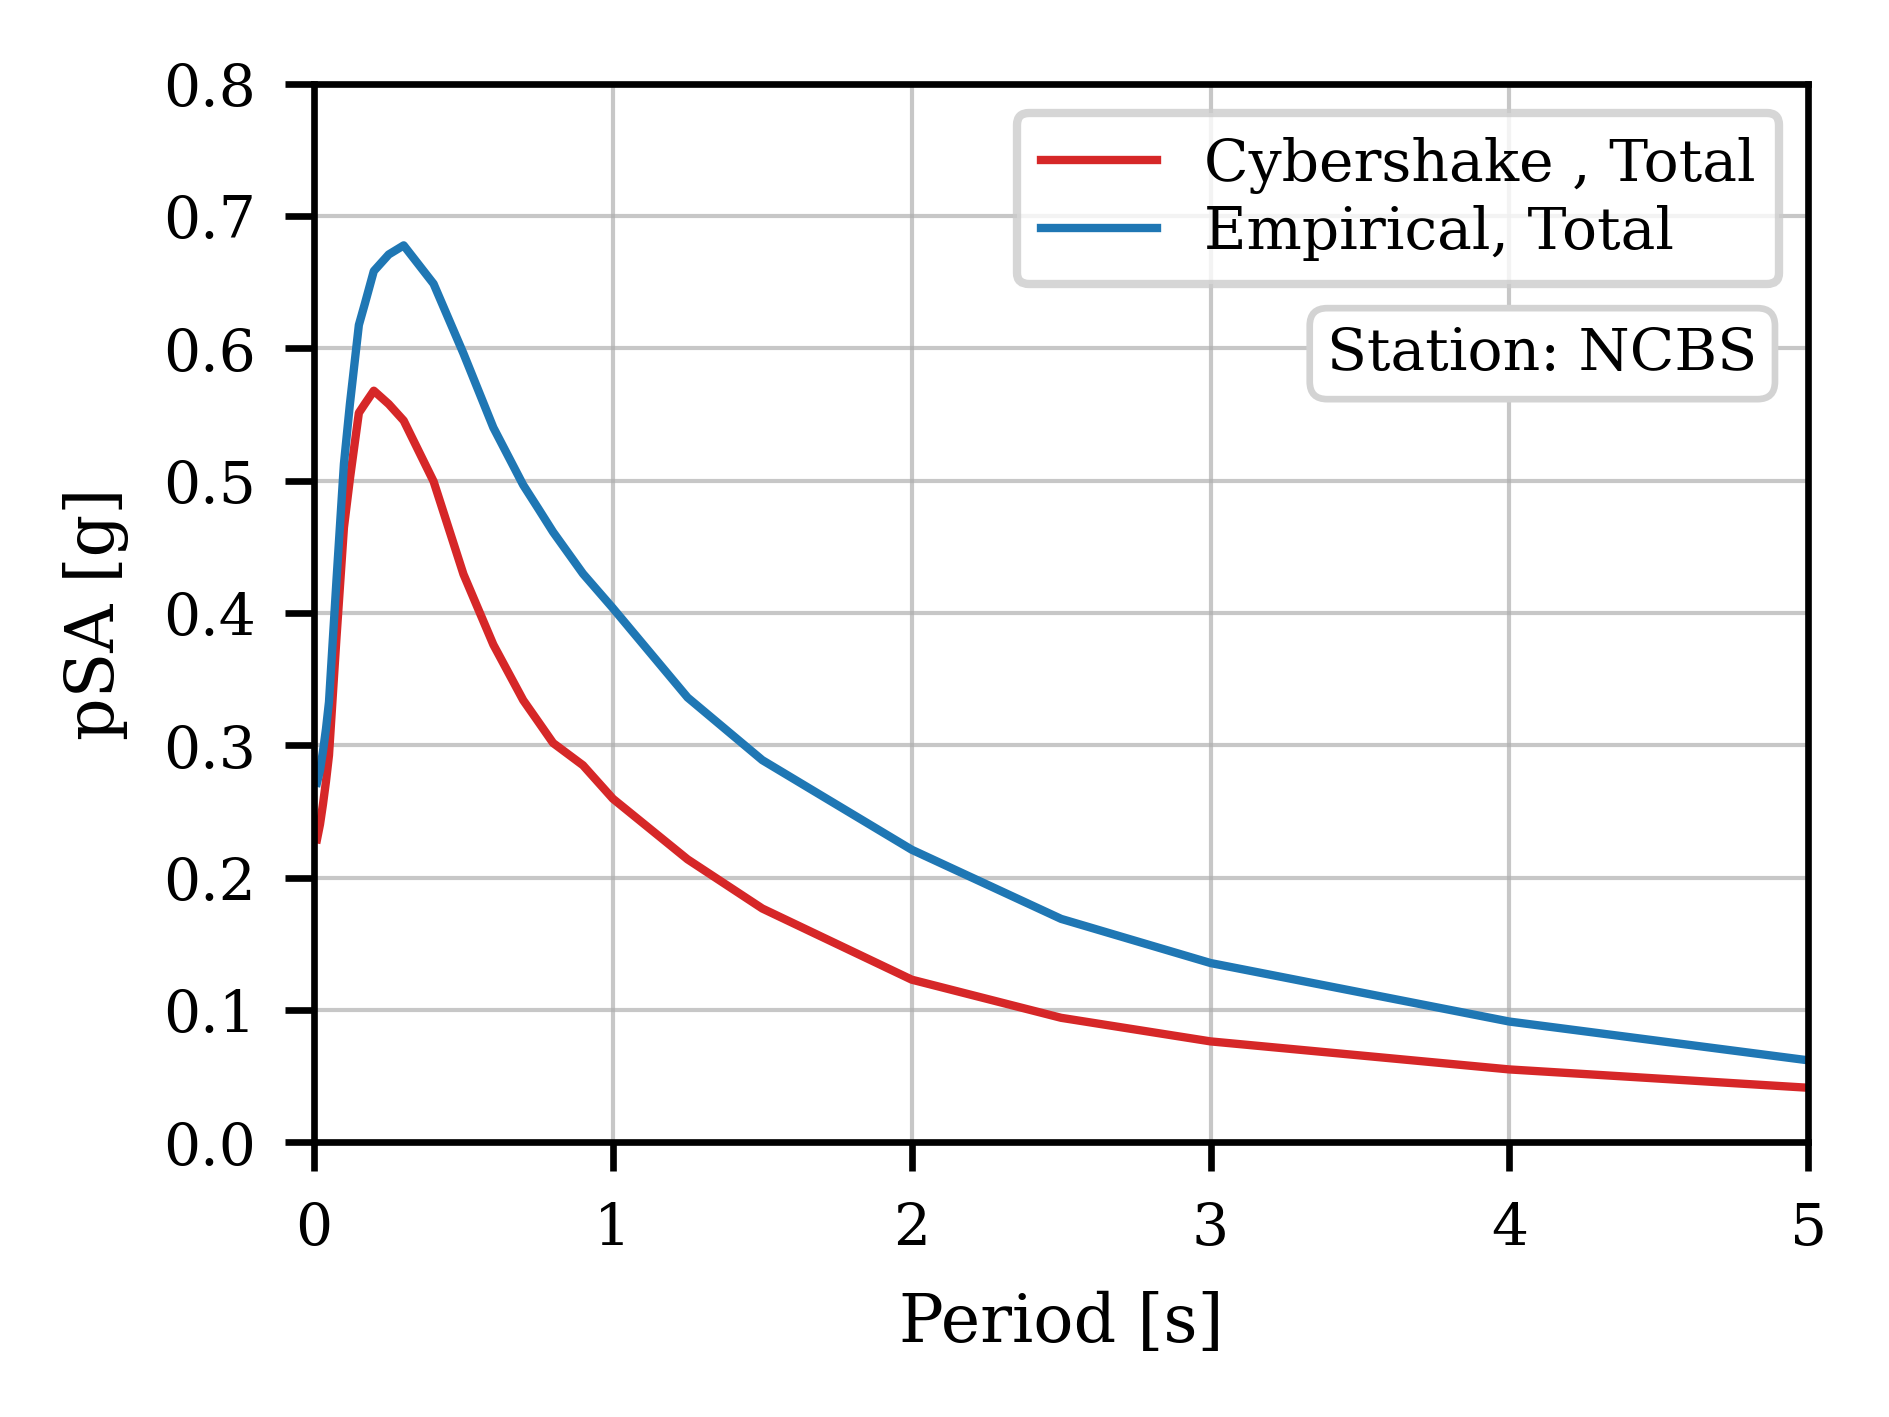 0.8
0.7
0.6
0.5
0.4
0.3
0.2
0.1
0.0
pSA [g]
Cybershake , Total
Empirical, Total
Station: NCBS
0 1 2 3 4 5
Period [s]